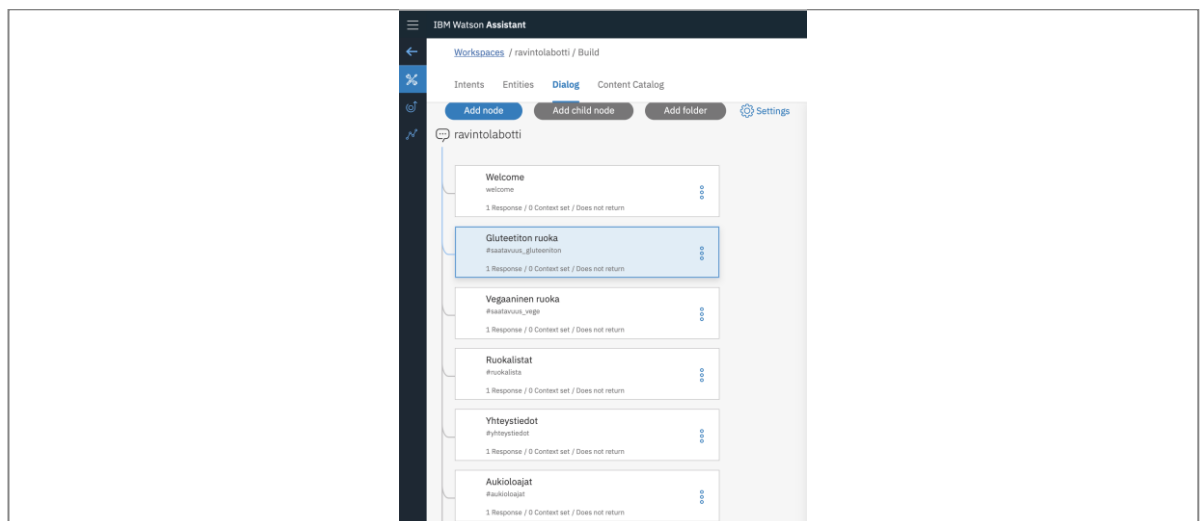 IBM Watson Assistant
Workspaces / ravintolabotti / Build
Intents Entities Dialog Content Catalog
Add node Add child node Add folder Settings
ravintolabotti
Welcome
welcome
1 Response / 0 Context set / Does not return
Gluteetiton ruoka
#saatavuus_gluteeniton
1 Response / 0 Context set / Does not return
Vegaaninen ruoka
#saatavuus_vege
1 Response / 0 Context set / Does not return
Ruokalistat
#ruokalista
1 Response / 0 Context set / Does not return
Yhteystiedot
#yhteystiedot
1 Response / 0 Context set / Does not return
Aukioloajat
#aukioloajat
1 Response / 0 Context set / Does not return